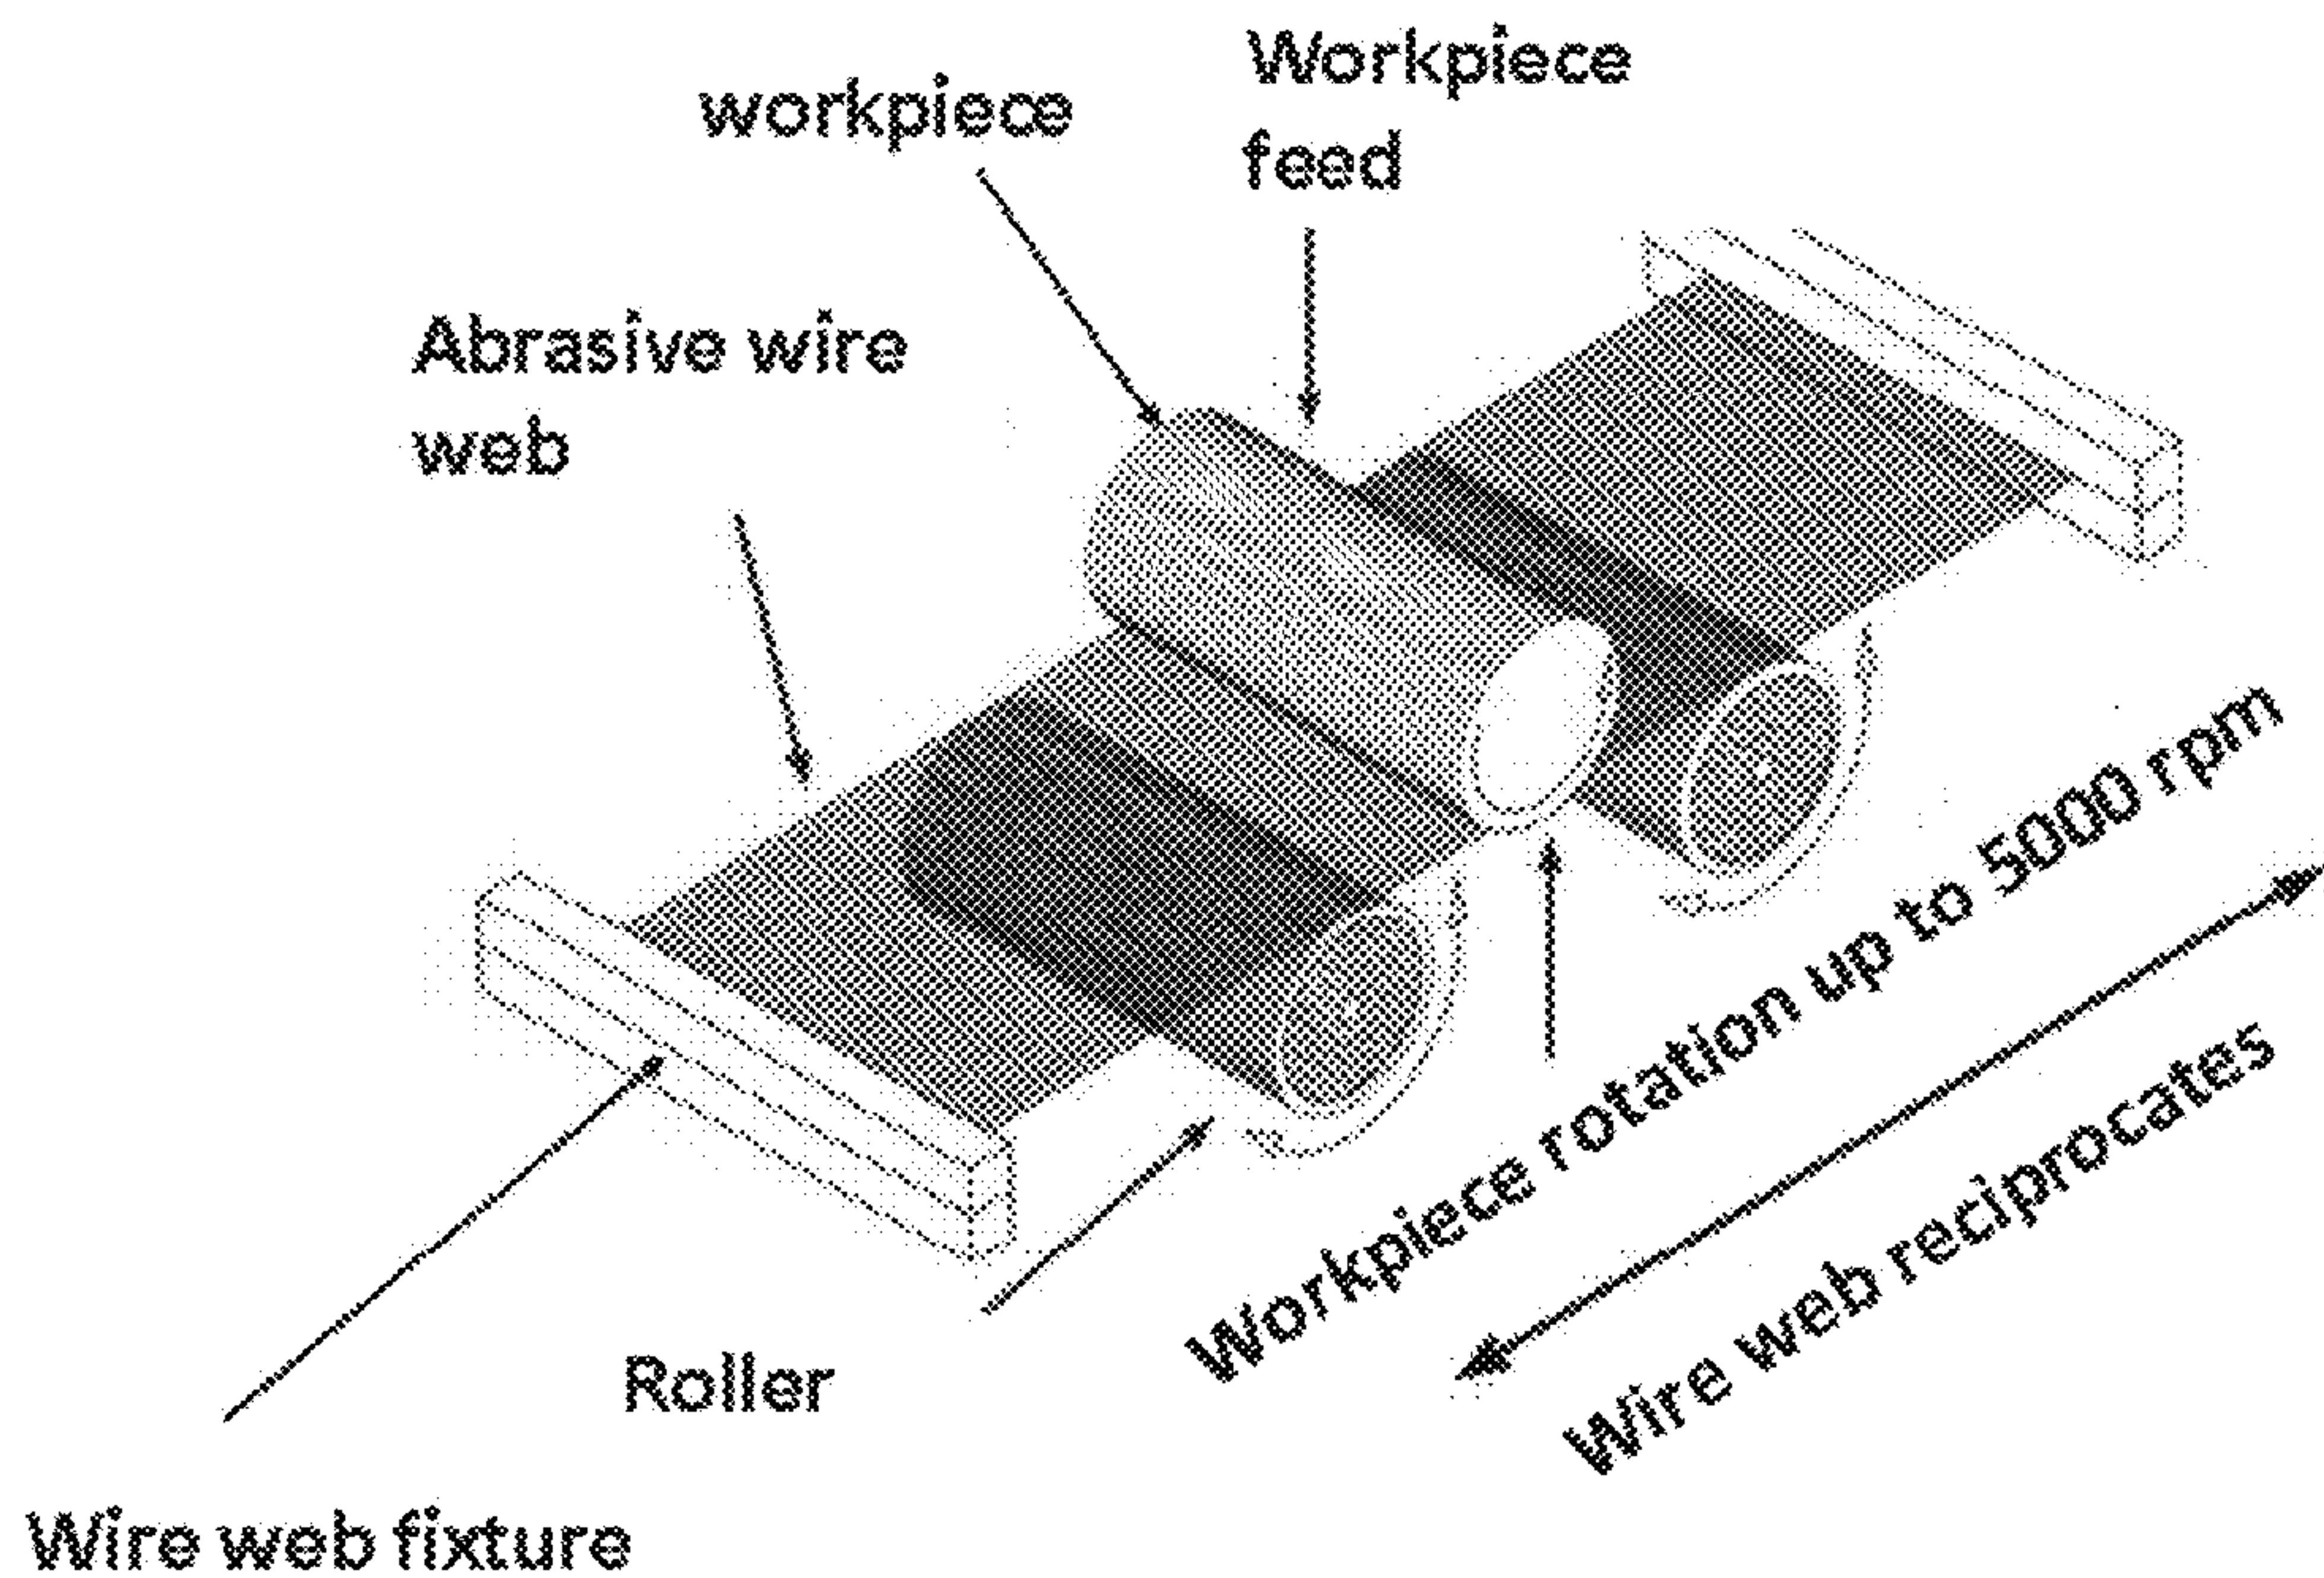 Workpiece
feed
workpiece
Abrasive wire
web
Workpiece rotation up to 5000 rpm
Wire web reciprocates
Roller
Wire web fixture